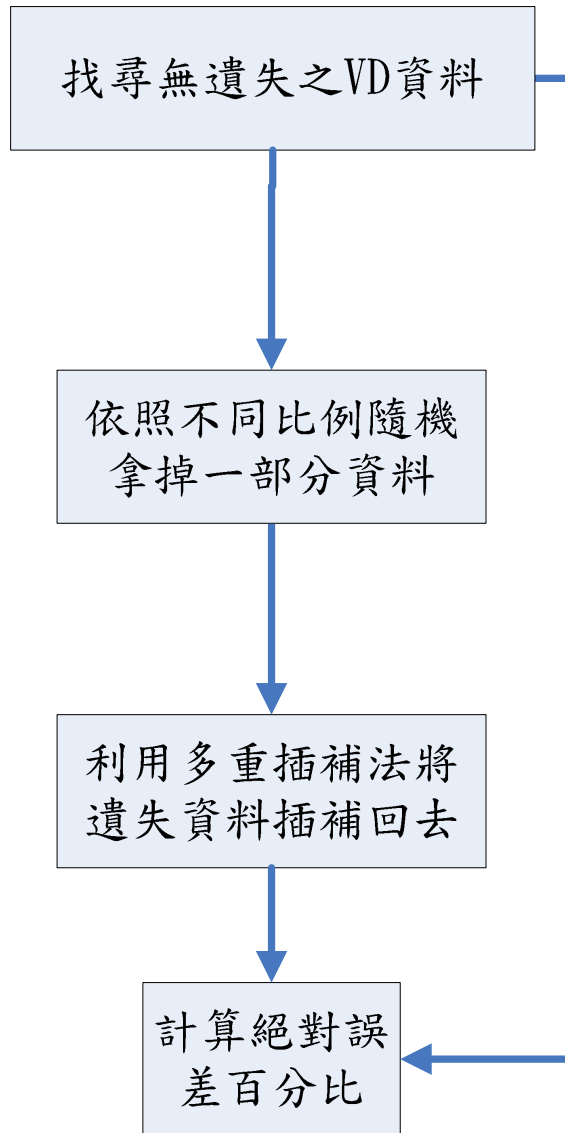 找尋無遺失之VD資料
依照不同比例隨機
拿掉一部分資料
利用多重插補法將
遺失資料插補回去
計算絕對誤
差百分比